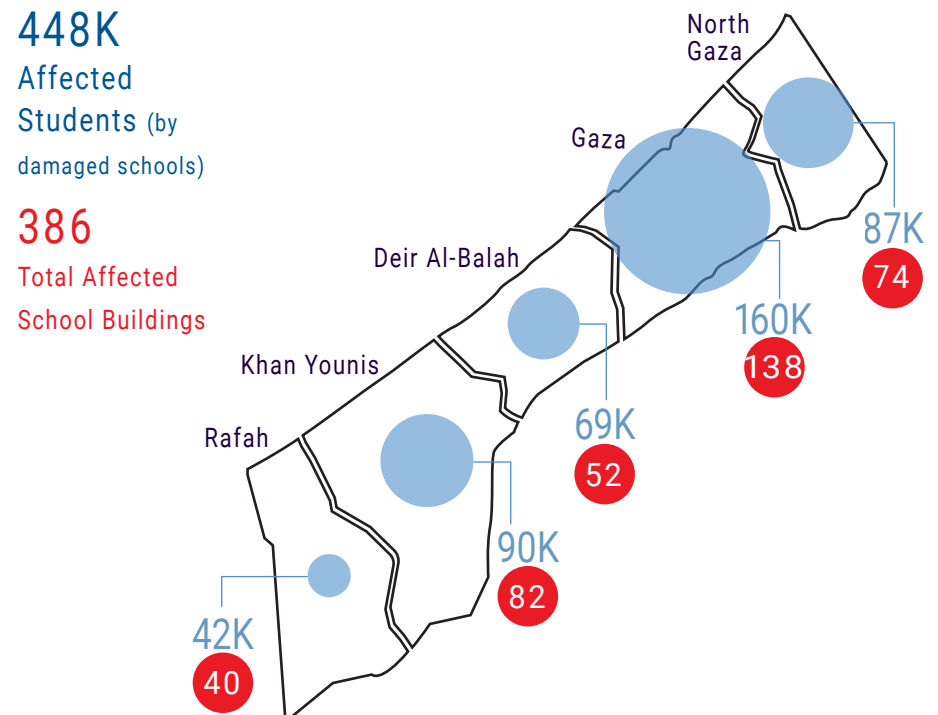 448K
Affected
Students (by
damaged schools)
386
Total Affected
School Buildings
North
Gaza
87K
74
Gaza
160K
138
Deir Al-Balah
69K
52
Khan Younis
90K
82
Rafah
42K
40